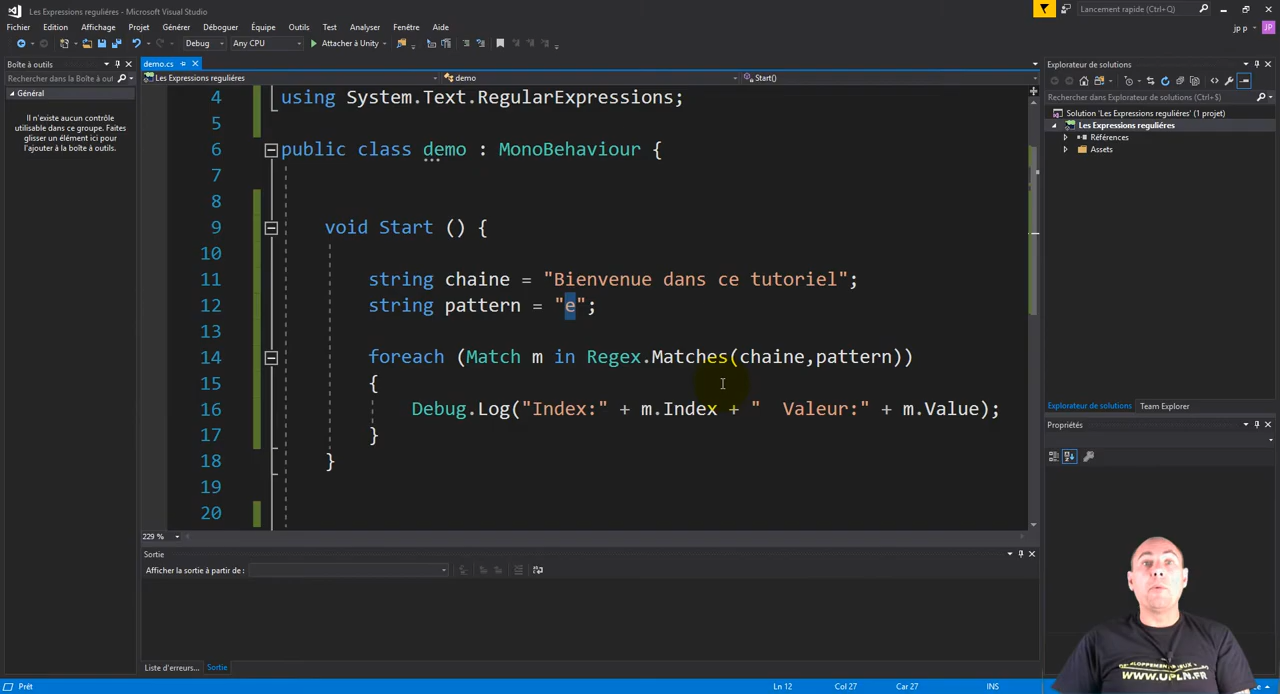 Les Expressions regulières - Microsoft Visual Studio
Lancement rapide (Ctrl+Q)
Fichier Edition Affichage Projet Générer Déboguer Équipe Outils Test Analyser Fenêtre Aide
jp p JP
Debug Any CPU Attacher à Unity
Boîte à outils
Rechercher dans la Boîte à outils
Général
Il n'existe aucun contrôle
utilisable dans ce groupe. Faites
glisser un élément ici pour
l'ajouter à la boîte à outils.
demo.cs
Les Expressions regulières demo Start()
4 using System.Text.RegularExpressions;
5
6 public class demo : MonoBehaviour {
7
8
9 void Start () {
10
11 string chaine = "Bienvenue dans ce tutoriel";
12 string pattern = "e";
13
14 foreach (Match m in Regex.Matches(chaine,pattern))
15 {
16 Debug.Log("Index:" + m.Index + "  Valeur:" + m.Value);
17 }
18 }
19
20
229 %
Sortie
Afficher la sortie à partir de :
Liste d'erreurs... Sortie
Explorateur de solutions
Rechercher dans Explorateur de solutions (Ctrl+$)
Solution 'Les Expressions regulières' (1 projet)
Les Expressions regulières
Références
Assets
Explorateur de solutions Team Explorer
Propriétés
WWW.UPLN.FR
Prêt Ln 12 Col 27 Car 27 INS